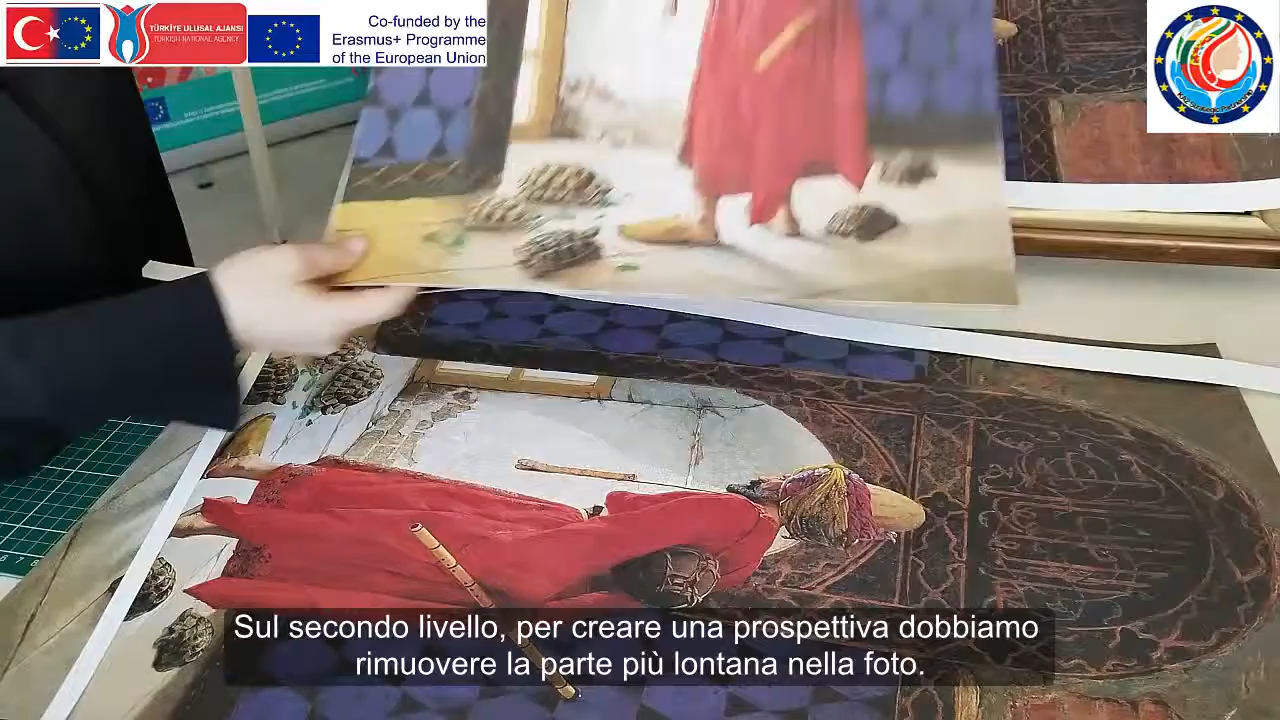 TÜRKİYE ULUSAL AJANSI
TURKISH NATIONAL AGENCY
Co-funded by the
Erasmus+ Programme
of the European Union
Sul secondo livello, per creare una prospettiva dobbiamo
rimuovere la parte più lontana nella foto.